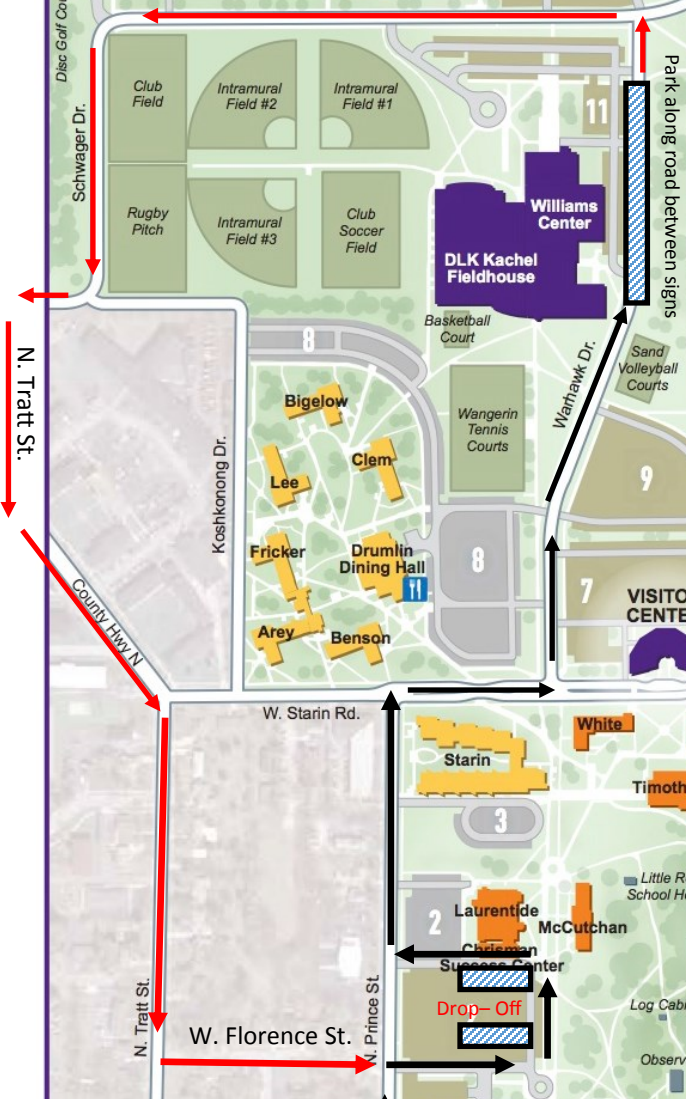 Disc Golf Cou
Schwager Dr.
Club
Field
Intramural
Field #2
Intramural
Field #1
11
Park along road between signs
Rugby
Pitch
Intramural
Field #3
Club
Soccer
Field
Williams
Center
DLK Kachel
Fieldhouse
Basketball
Court
8
Warhawk Dr.
Sand
Volleyball
Courts
N. Tratt St.
Bigelow
Wangerin
Tennis
Courts
Koshkonong Dr.
Clem
Lee
9
Fricker
Drumlin
Dining Hall
8
7
VISITO
CENTE
County Hwy N
Arey
Benson
W. Starin Rd.
White
Starin
Timoth
3
Little R
School H
Laurentide
2
McCutchan
Chrisman
Success Center
N. Tratt St.
N. Prince St.
Drop– Off
Log Cabi
W. Florence St.
Observ